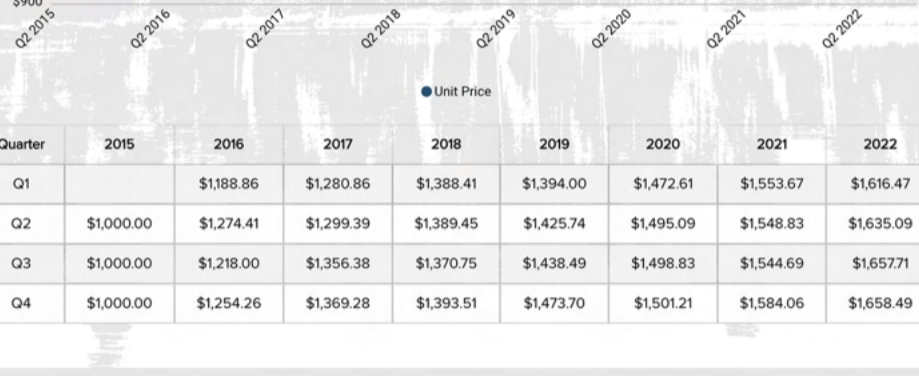 $900
Q2 2015 Q2 2016 Q2 2017 Q2 2018 Q2 2019 Q2 2020 Q2 2021 Q2 2022
Unit Price
Quarter 2015 2016 2017 2018 2019 2020 2021 2022
Q1 $1,188.86 $1,280.86 $1,388.41 $1,394.00 $1,472.61 $1,553.67 $1,616.47
Q2 $1,000.00 $1,274.41 $1,299.39 $1,389.45 $1,425.74 $1,495.09 $1,548.83 $1,635.09
Q3 $1,000.00 $1,218.00 $1,356.38 $1,370.75 $1,438.49 $1,498.83 $1,544.69 $1,657.71
Q4 $1,000.00 $1,254.26 $1,369.28 $1,393.51 $1,473.70 $1,501.21 $1,584.06 $1,658.49